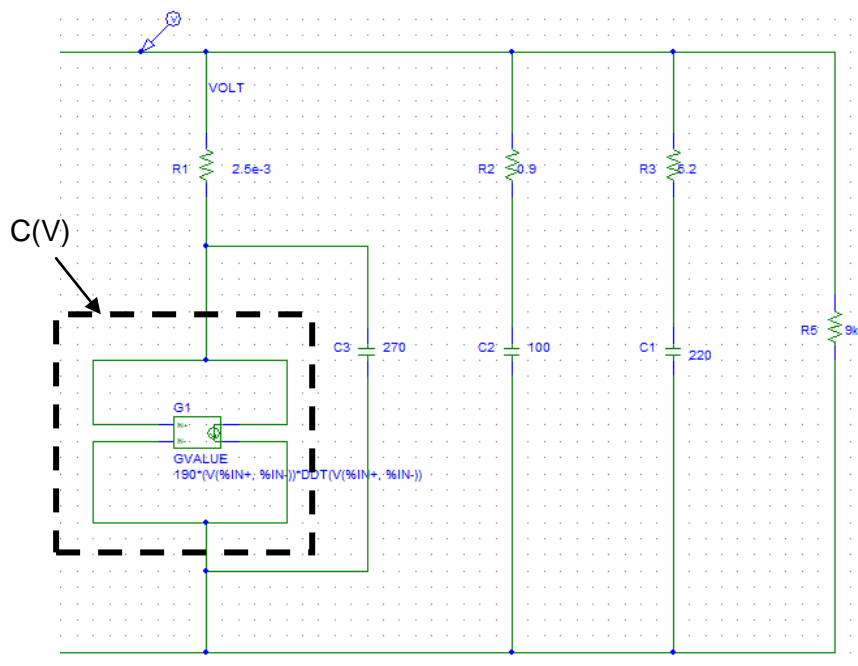 V
VOLT
R1 2.5e-3
R2 0.9
R3 5.2
C(V)
R5 9k
C3 270
C2 100
C1 220
G1
IN+
IN-
GVALUE
190*(V(%IN+, %IN-))*DDT(V(%IN+, %IN-))